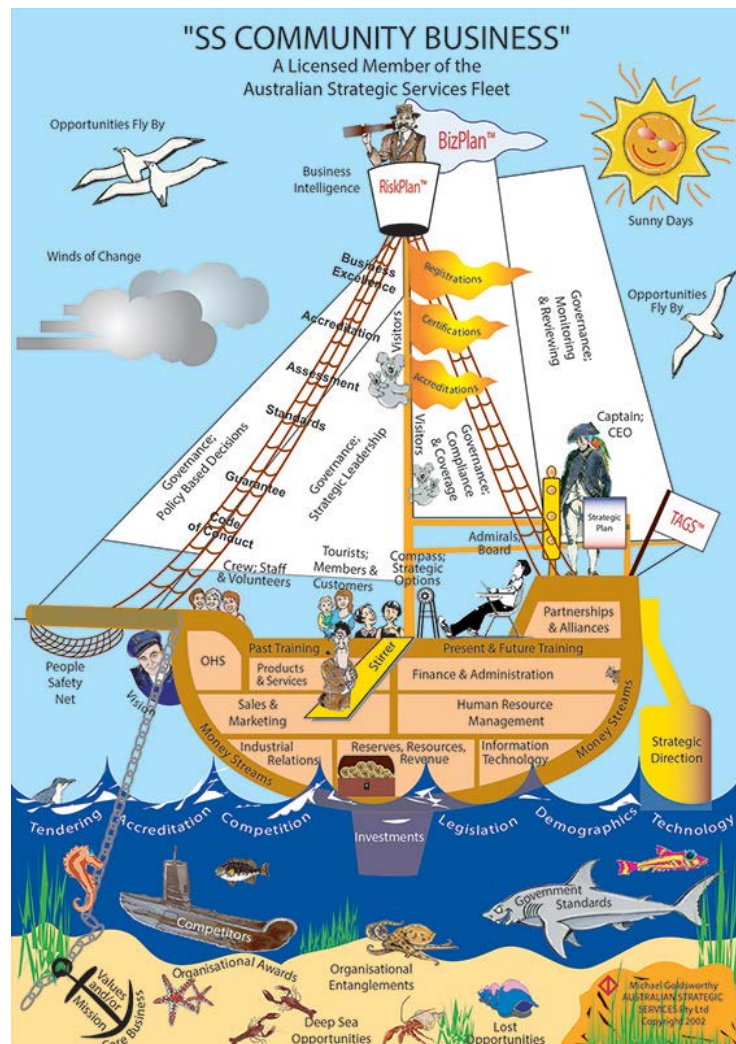 "SS COMMUNITY BUSINESS"
A Licensed Member of the
Australian Strategic Services Fleet
Opportunities Fly By
BizPlan™
Business
Intelligence
RiskPlan™
Sunny Days
Winds of Change
Opportunities
Fly By
Business
Excellence
Accreditation
Assessment
Standards
Guarantee
Code
of Conduct
Registrations
Certifications
Accreditations
Visitors
Visitors
Governance;
Monitoring
& Reviewing
Governance;
Policy Based Decisions
Governance;
Strategic Leadership
Governance;
Compliance
& Coverage
Captain;
CEO
Strategic
Plan
TAGS™
Crew; Staff
& Volunteers
Tourists;
Members &
Customers
Compass;
Strategic
Options
Admirals;
Board
Partnerships
& Alliances
People
Safety
Net
Vision
OHS
Past Training
Stirrer
Present & Future Training
Products
& Services
Finance & Administration
Sales &
Marketing
Human Resource
Management
Money Streams
Money Streams
Industrial
Relations
Reserves, Resources,
Revenue
Information
Technology
Strategic
Direction
Tendering
Accreditation
Competition
Investments
Legislation
Demographics
Technology
Competitors
Government
Standards
Organisational Awards
Organisational
Entanglements
Values
and/or
Mission
Core Business
Deep Sea
Opportunities
Lost
Opportunities
Michael Goldsworthy
AUSTRALIAN STRATEGIC
SERVICES Pty Ltd
Copyright 2002